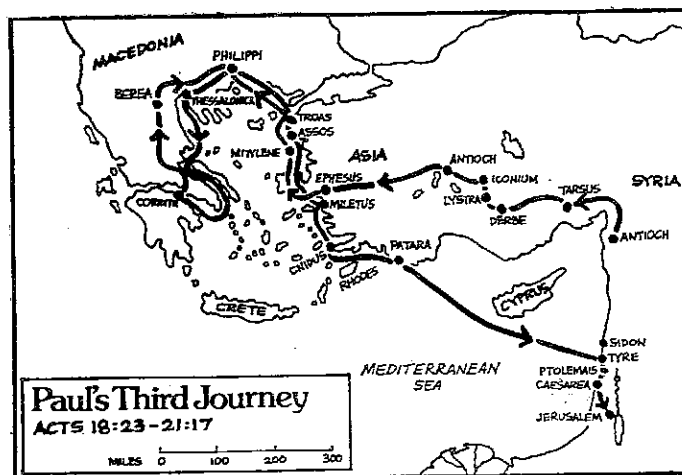 MACEDONIA
PHILIPPI
BEREA
THESSALONICA
TROAS
ASSOS
MITYLENE
ASIA
ANTIOCH
ICONIUM
SYRIA
EPHESUS
LYSTRA
TARSUS
CORINTH
MILETUS
DERBE
ANTIOCH
CNIDUS
RHODES
PATARA
CRETE
CYPRUS
SIDON
TYRE
MEDITERRANEAN
SEA
PTOLEMAIS
CAESAREA
JERUSALEM
Paul's Third Journey
ACTS 18:23-21:17
MILES 0 100 200 300